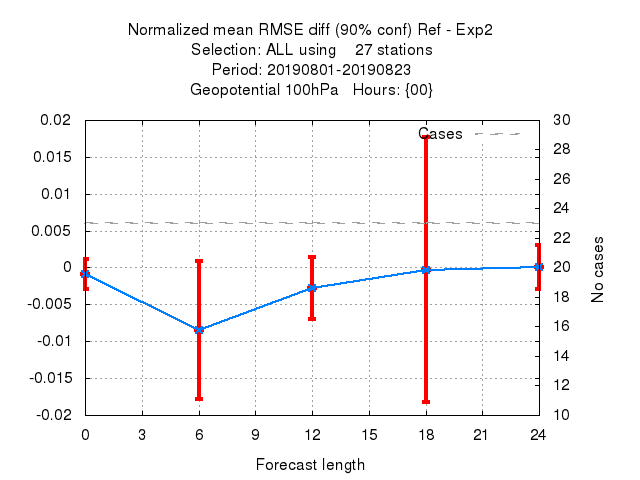 Normalized mean RMSE diff (90% conf) Ref - Exp2
Selection: ALL using    27 stations
Period: 20190801-20190823
Geopotential 100hPa   Hours: {00}
Cases
0.02
0.015
0.01
0.005
0
-0.005
-0.01
-0.015
-0.02
30
28
26
24
22
20
18
16
14
12
10
No cases
0 3 6 9 12 15 18 21 24
Forecast length